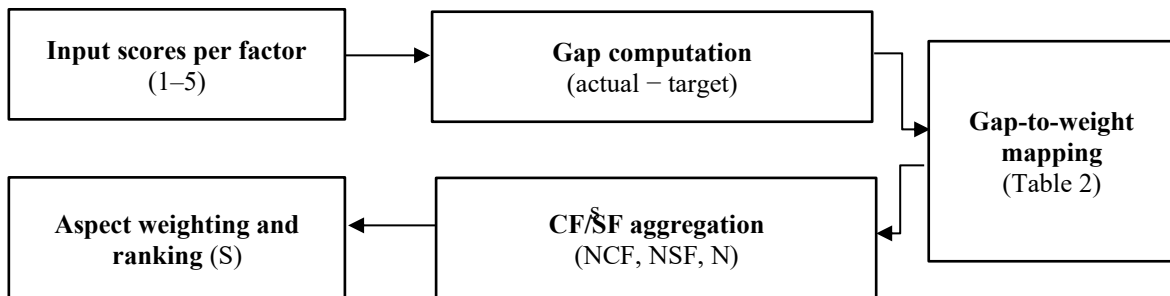 Input scores per factor
(1–5)
Gap computation
(actual − target)
Gap-to-weight
mapping
(Table 2)
Aspect weighting and
ranking (S)
s
CF/SF aggregation
(NCF, NSF, N)